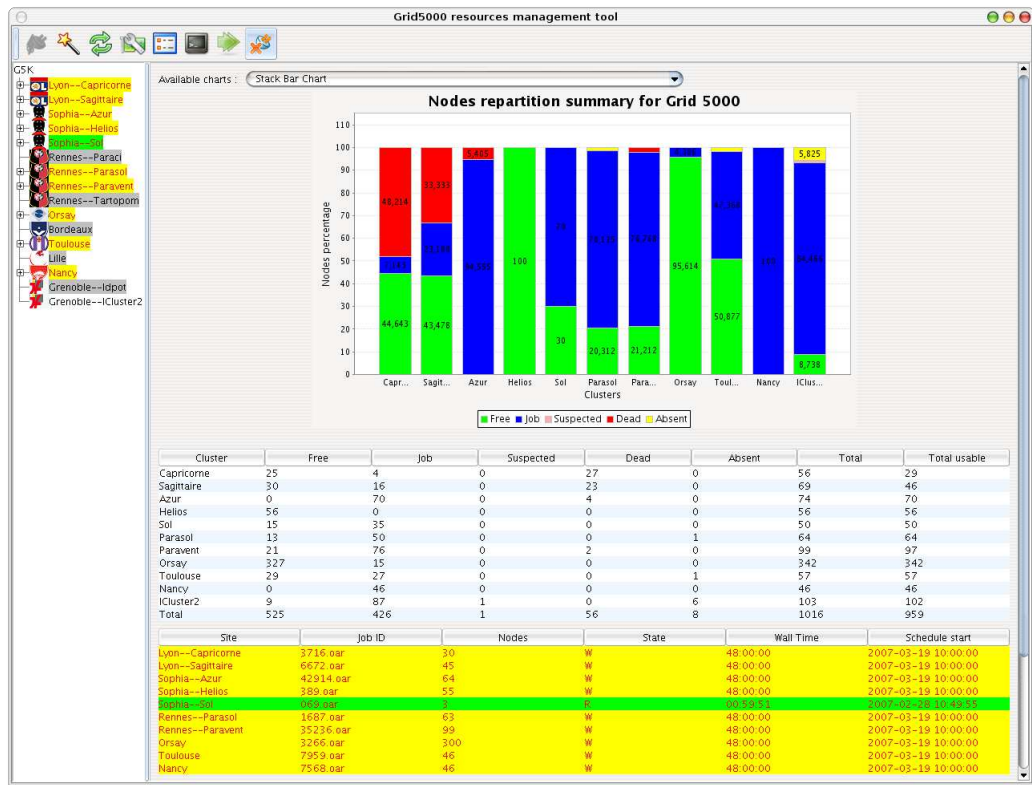 Grid5000 resources management tool
G5K
Lyon--Capricorne
Lyon--Sagittaire
Sophia--Azur
Sophia--Helios
Sophia--Sol
Rennes--Paraci
Rennes--Parasol
Rennes--Paravent
Rennes--Tartopom
Orsay
Bordeaux
Toulouse
Lille
Nancy
Grenoble--Idpot
Grenoble--ICluster2
Available charts : Stack Bar Chart
Nodes repartition summary for Grid 5000
Nodes percentage
110
100
90
80
70
60
50
40
30
20
10
0
48,214
44,643
33,333
43,478
5,405
100
30
20,312
21,212
95,614
50,877
100
5,825
8,738
Capr... Sagit... Azur Helios Sol Parasol Para... Orsay Toul... Nancy IClus...
Clusters
Free Job Suspected Dead Absent
Cluster Free Job Suspected Dead Absent Total Total usable
Capricorne 25 4 0 27 0 56 29
Sagittaire 30 16 0 23 0 69 46
Azur 0 70 0 4 0 74 70
Helios 56 0 0 0 0 56 56
Sol 15 35 0 0 0 50 50
Parasol 13 50 0 0 1 64 64
Paravent 21 76 0 2 0 99 97
Orsay 327 15 0 0 0 342 342
Toulouse 29 27 0 0 1 57 57
Nancy 0 46 0 0 0 46 46
ICluster2 9 87 1 0 6 103 102
Total 525 426 1 56 8 1016 959
Site Job ID Nodes State Wall Time Schedule start
Lyon--Capricorne 3716.oar 30 W 48:00:00 2007-03-19 10:00:00
Lyon--Sagittaire 6672.oar 45 W 48:00:00 2007-03-19 10:00:00
Sophia--Azur 42914.oar 64 W 48:00:00 2007-03-19 10:00:00
Sophia--Helios 389.oar 55 W 48:00:00 2007-03-19 10:00:00
Sophia--Sol 069.oar 3 R 00:59:51 2007-02-28 10:49:55
Rennes--Parasol 1687.oar 63 W 48:00:00 2007-03-19 10:00:00
Rennes--Paravent 35236.oar 99 W 48:00:00 2007-03-19 10:00:00
Orsay 3266.oar 300 W 48:00:00 2007-03-19 10:00:00
Toulouse 7959.oar 46 W 48:00:00 2007-03-19 10:00:00
Nancy 7568.oar 46 W 48:00:00 2007-03-19 10:00:00